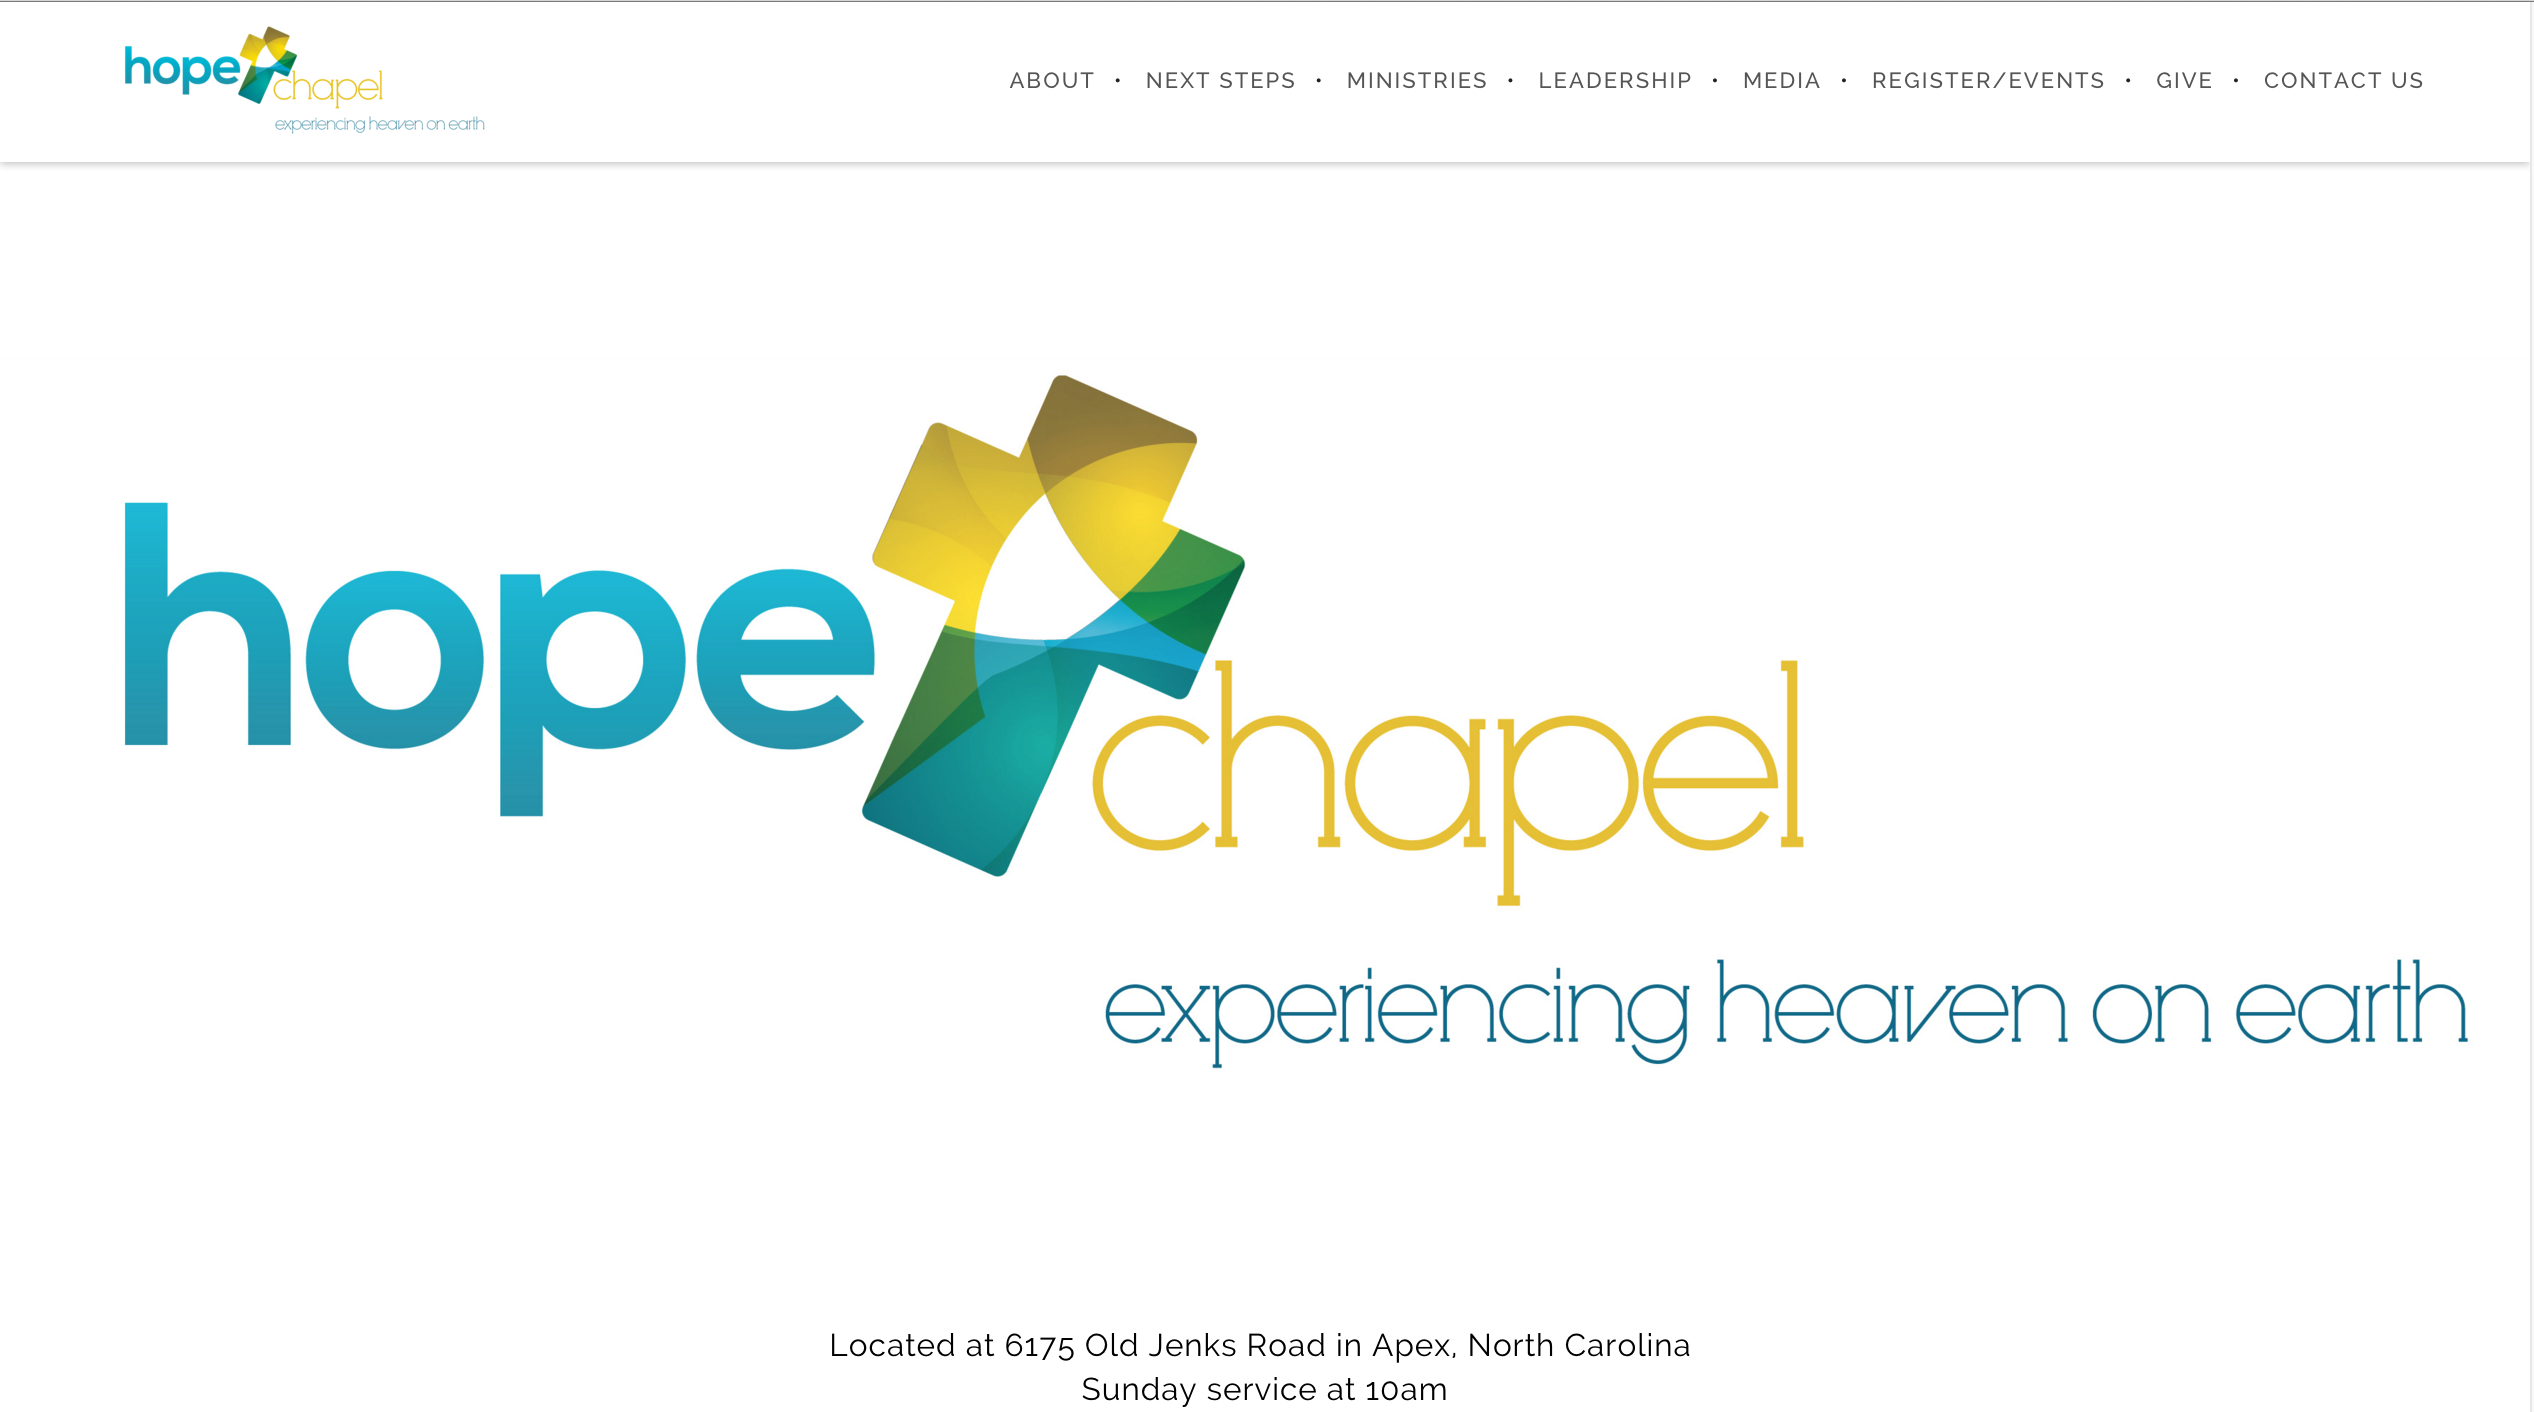 hope chapel
experiencing heaven on earth
ABOUT • NEXT STEPS • MINISTRIES • LEADERSHIP • MEDIA • REGISTER/EVENTS • GIVE • CONTACT US
hope chapel
experiencing heaven on earth
Located at 6175 Old Jenks Road in Apex, North Carolina
Sunday service at 10am